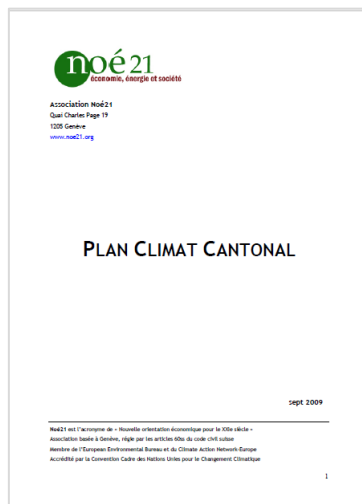 noé 21
économie, énergie et société
Association Noé21
Quai Charles Page 19
1205 Genève
www.noe21.org
PLAN CLIMAT CANTONAL
sept 2009
Noé21 est l'acronyme de « Nouvelle orientation économique pour le XXIe siècle »
Association basée à Genève, régie par les articles 60ss du code civil suisse
Membre de l'European Environmental Bureau et du Climate Action Network-Europe
Accrédité par la Convention Cadre des Nations Unies pour le Changement Climatique
1